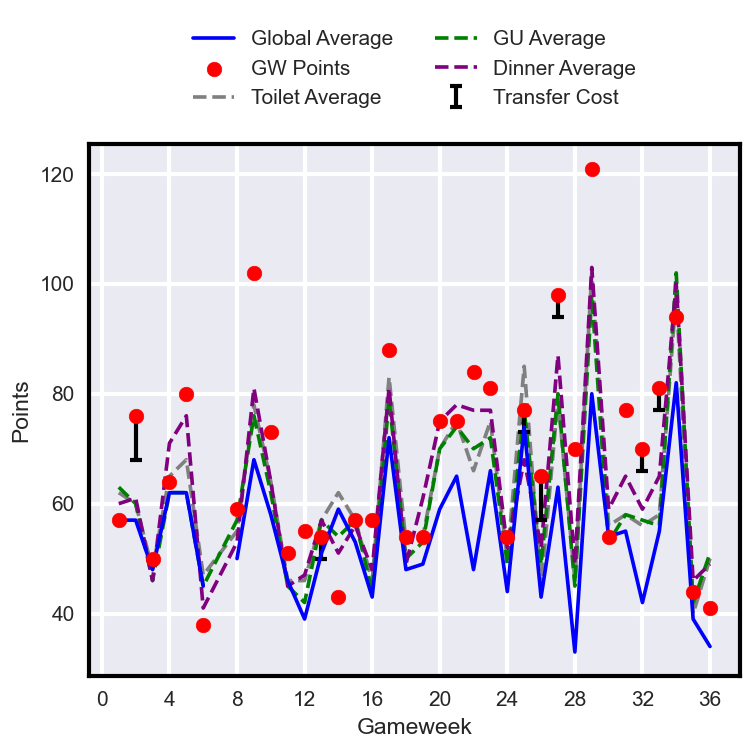 Global Average
GW Points
Toilet Average
GU Average
Dinner Average
Transfer Cost
Points
120
100
80
60
40
0 4 8 12 16 20 24 28 32 36
Gameweek